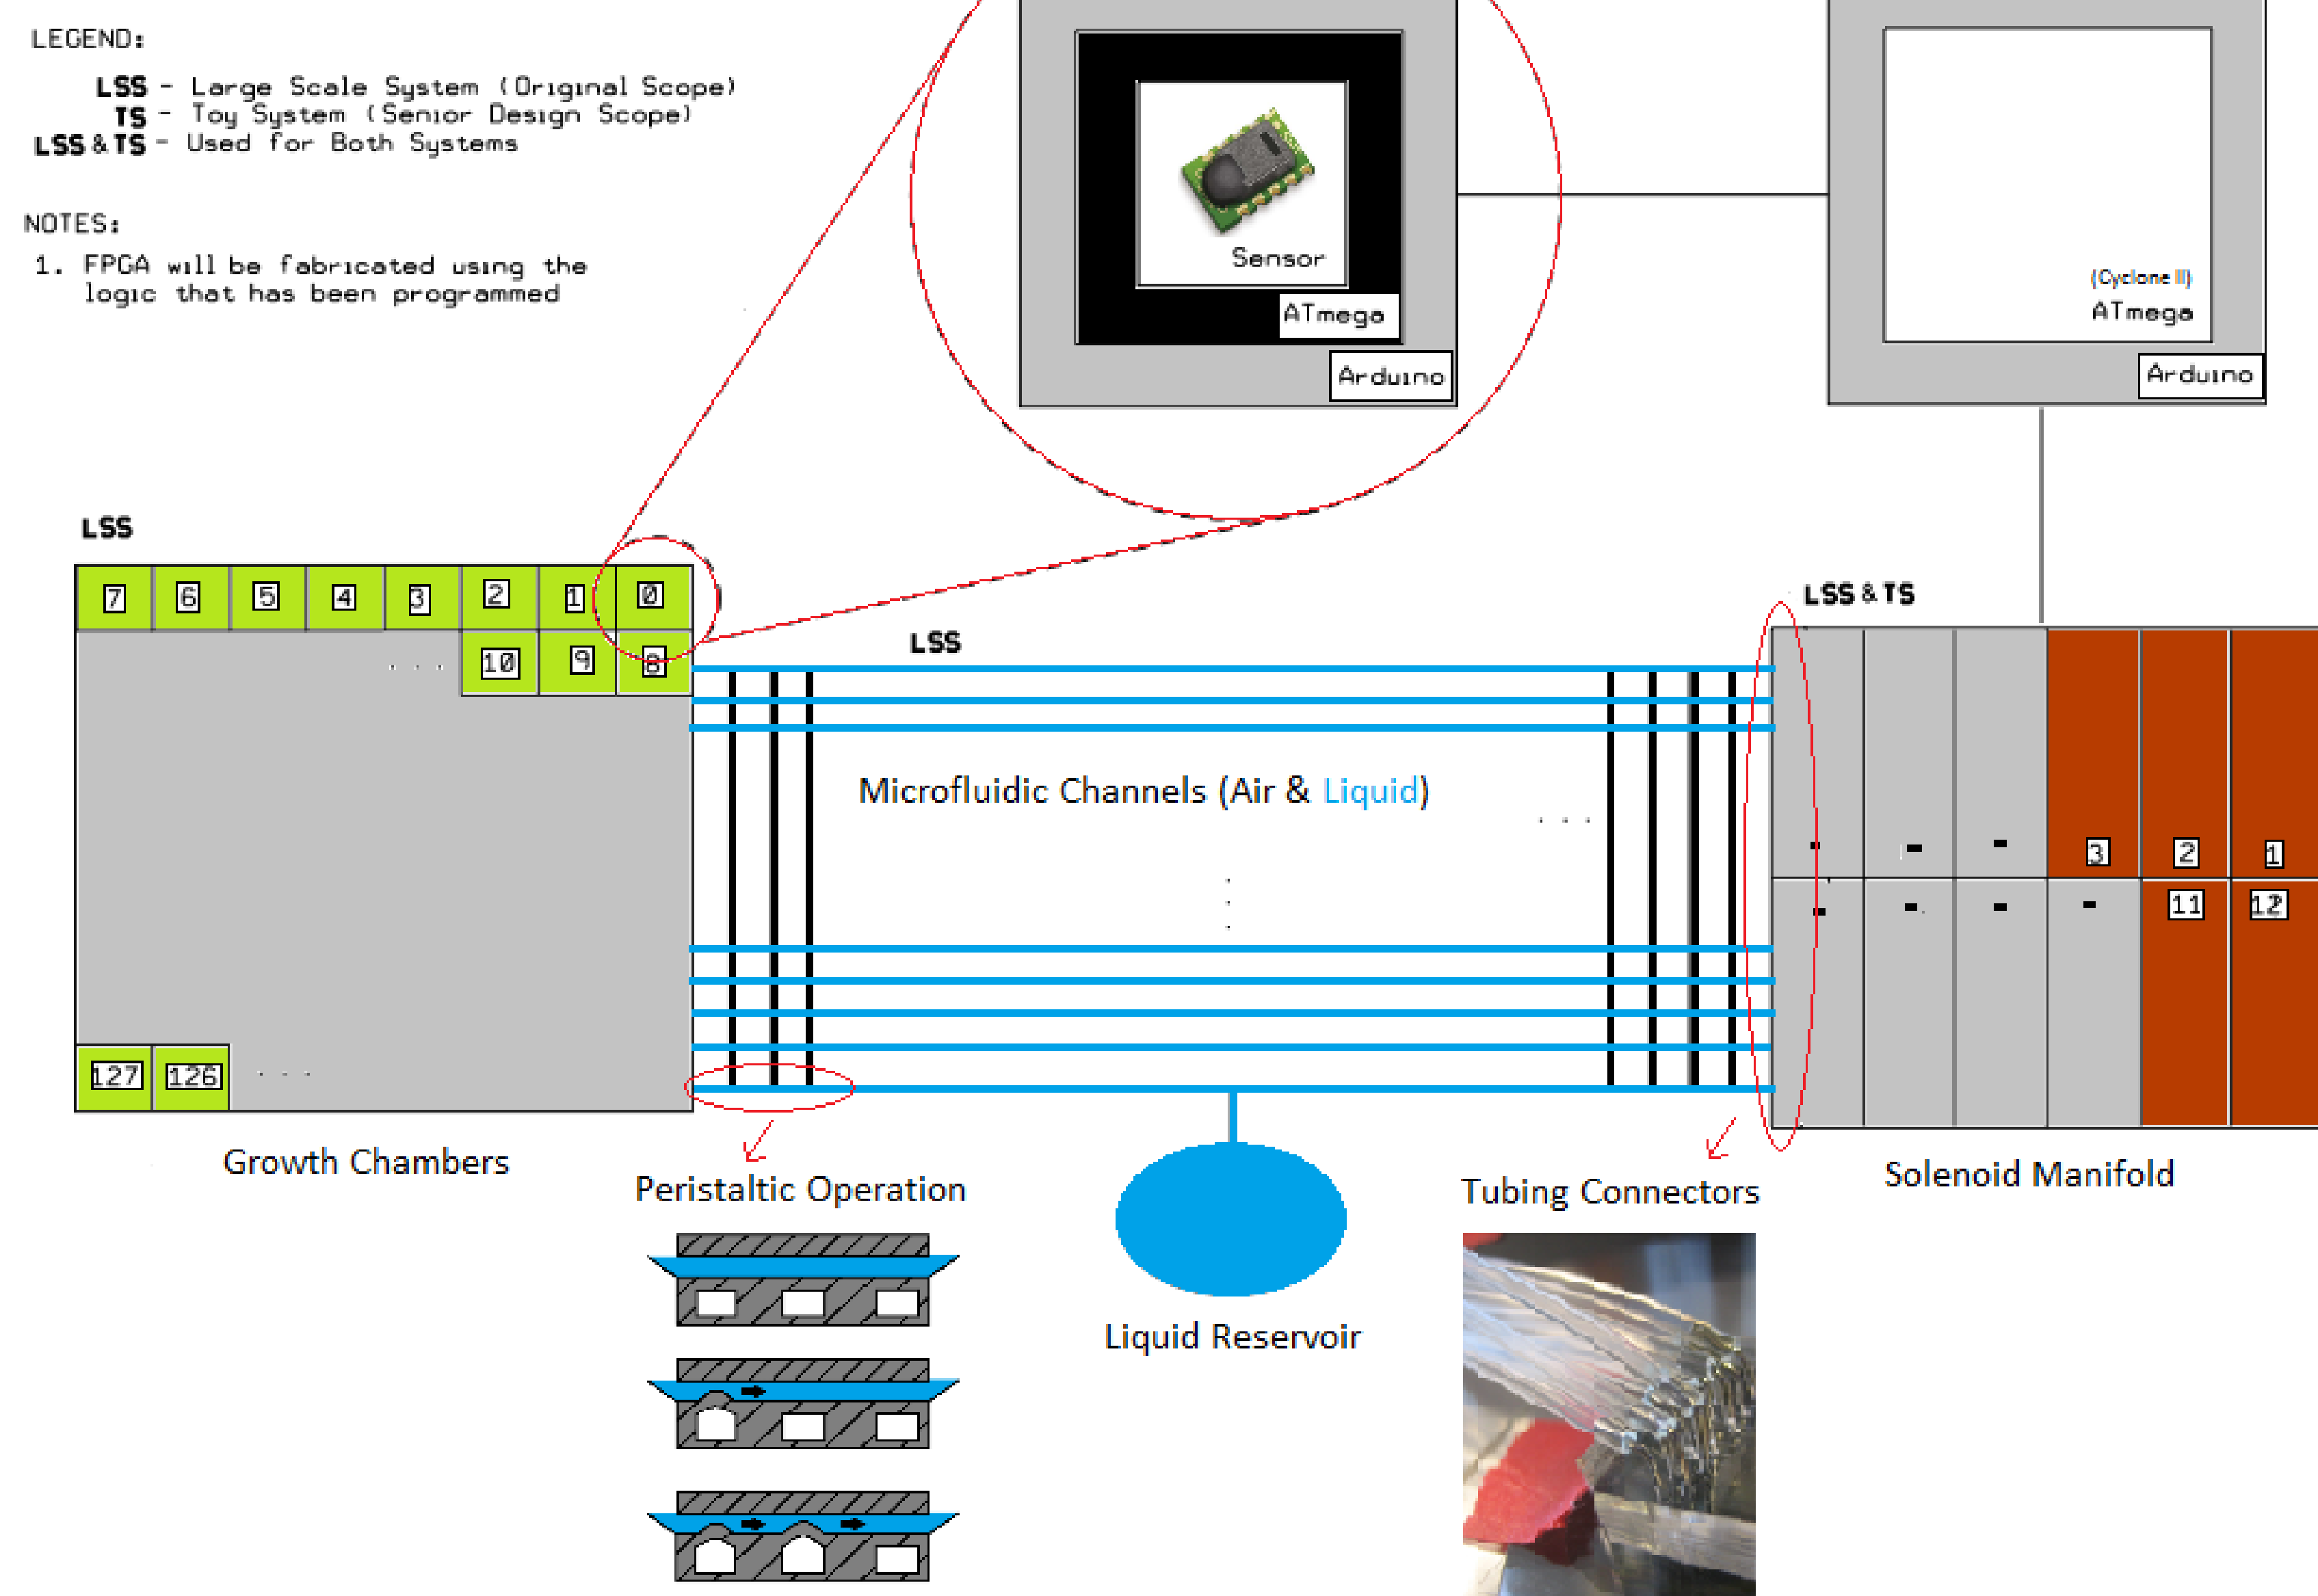 LEGEND:
LSS - Large Scale System (Original Scope)
TS - Toy System (Senior Design Scope)
LSS & TS - Used for Both Systems
NOTES:
1. FPGA will be fabricated using the
logic that has been programmed
Sensor
ATmega
Arduino
(Cyclone II)
ATmega
Arduino
LSS
7 6 5 4 3 2 1 0
... 10 9 8
127 126 ...
Growth Chambers
LSS
Microfluidic Channels (Air & Liquid)
...
LSS & TS
- - - 3 2 1
- - - - 11 12
Solenoid Manifold
Peristaltic Operation
Liquid Reservoir
Tubing Connectors